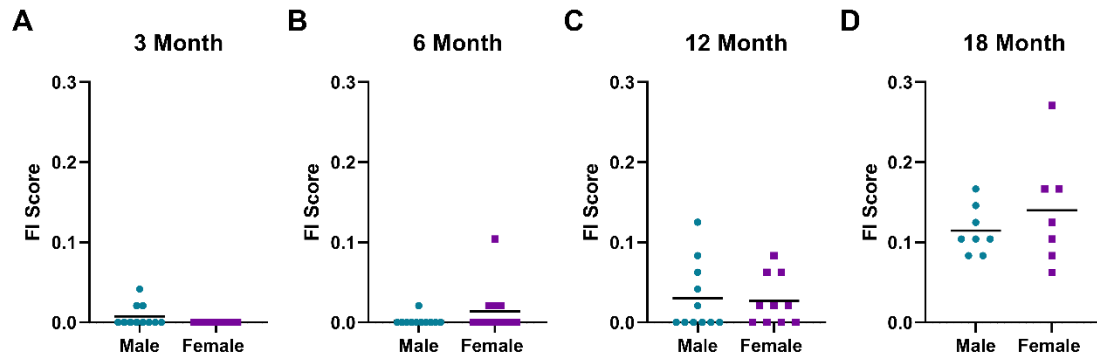 A
3 Month
FI Score
0.3
0.2
0.1
0.0
Male Female
B
6 Month
FI Score
0.3
0.2
0.1
0.0
Male Female
C
12 Month
FI Score
0.3
0.2
0.1
0.0
Male Female
D
18 Month
FI Score
0.3
0.2
0.1
0.0
Male Female